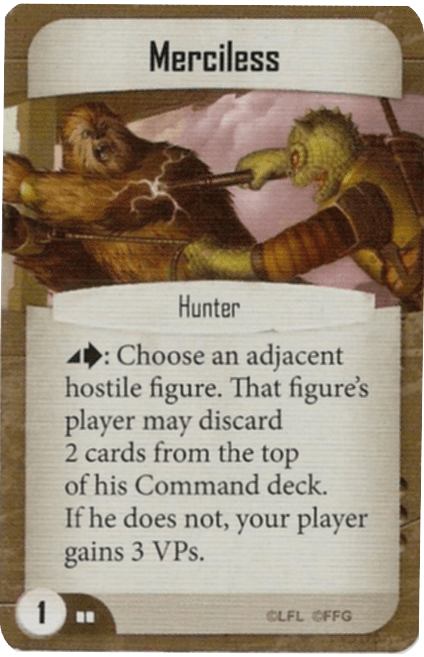 Merciless
Hunter
: Choose an adjacent
hostile figure. That figure's
player may discard
2 cards from the top
of his Command deck.
If he does not, your player
gains 3 VPs.
1
©LFL ©FFG